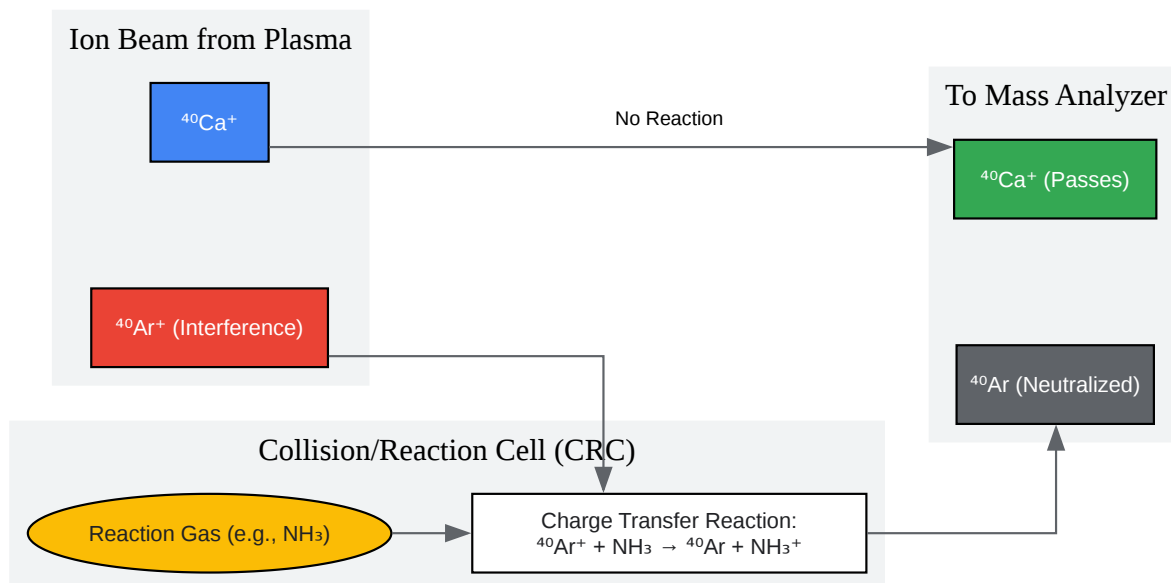 Ion Beam from Plasma
⁴⁰Ca⁺
No Reaction
To Mass Analyzer
⁴⁰Ca⁺ (Passes)
⁴⁰Ar⁺ (Interference)
⁴⁰Ar (Neutralized)
Collision/Reaction Cell (CRC)
Reaction Gas (e.g., NH₃)
Charge Transfer Reaction:
⁴⁰Ar⁺ + NH₃ → ⁴⁰Ar + NH₃⁺